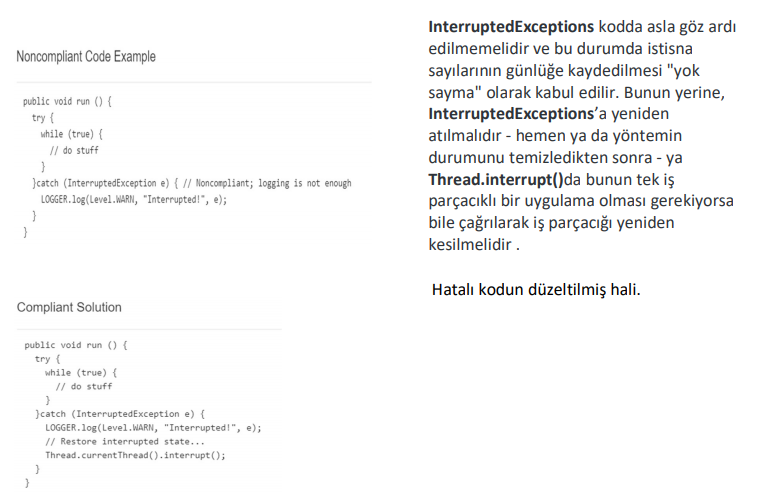 Noncompliant Code Example
public void run () {
try {
while (true) {
// do stuff
}
}catch (InterruptedException e) { // Noncompliant; logging is not enough
LOGGER.log(Level.WARN, "Interrupted!", e);
}
}
Compliant Solution
public void run () {
try {
while (true) {
// do stuff
}
}catch (InterruptedException e) {
LOGGER.log(Level.WARN, "Interrupted!", e);
// Restore interrupted state...
Thread.currentThread().interrupt();
}
}
InterruptedExceptions kodda asla göz ardı
edilmemelidir ve bu durumda istisna
sayılarının günlüğe kaydedilmesi "yok
sayma" olarak kabul edilir. Bunun yerine,
InterruptedExceptions’a yeniden
atılmalıdır - hemen ya da yöntemin
durumunu temizledikten sonra - ya
Thread.interrupt()da bunun tek iş
parçacıklı bir uygulama olması gerekiyorsa
bile çağrılarak iş parçacığı yeniden
kesilmelidir .
Hatalı kodun düzeltilmiş hali.